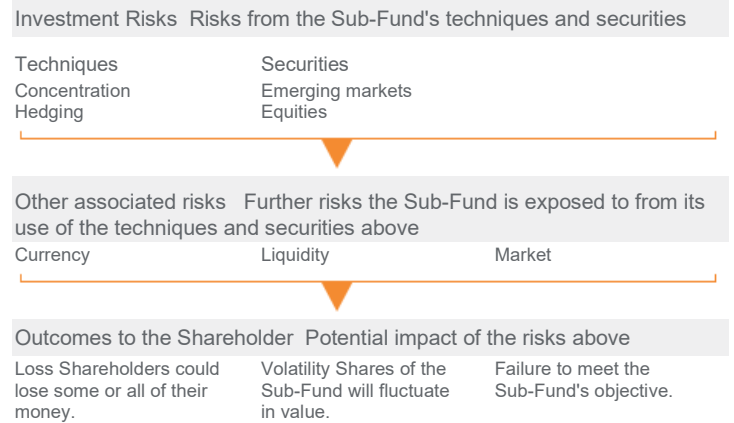 Investment Risks Risks from the Sub-Fund's techniques and securities
Techniques
Securities
Concentration
Emerging markets
Hedging
Equities
Other associated risks Further risks the Sub-Fund is exposed to from its
use of the techniques and securities above
Currency
Liquidity
Market
Outcomes to the Shareholder Potential impact of the risks above
Loss Shareholders could
lose some or all of their
money.
Volatility Shares of the
Sub-Fund will fluctuate
in value.
Failure to meet the
Sub-Fund's objective.